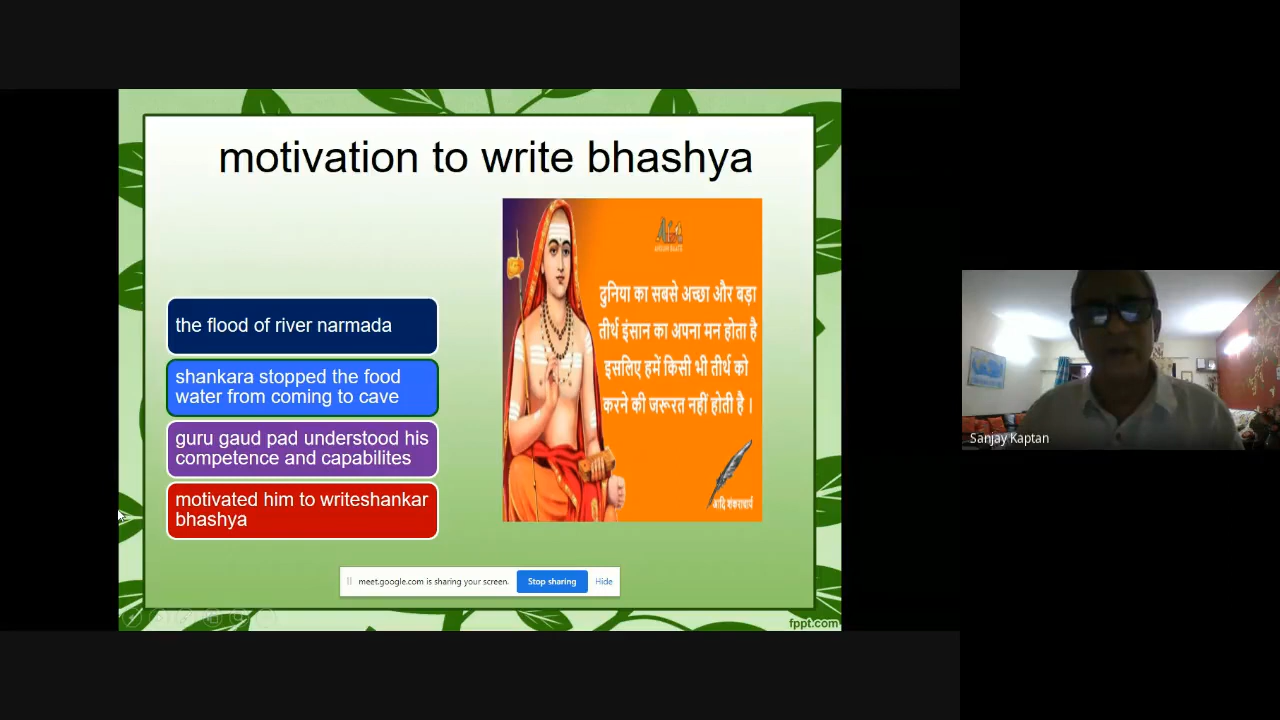 motivation to write bhashya
the flood of river narmada
shankara stopped the food
water from coming to cave
guru gaud pad understood his
competence and capabilites
motivated him to writeshankar
bhashya
दुनिया का सबसे अच्छा और बड़ा
तीर्थ इंसान का अपना मन होता है
इसलिए हमें किसी भी तीर्थ को
करने की जरूरत नहीं होती है ।
आदि शंकराचार्य
meet.google.com is sharing your screen.
Stop sharing
Hide
fppt.com
Sanjay Kaptan